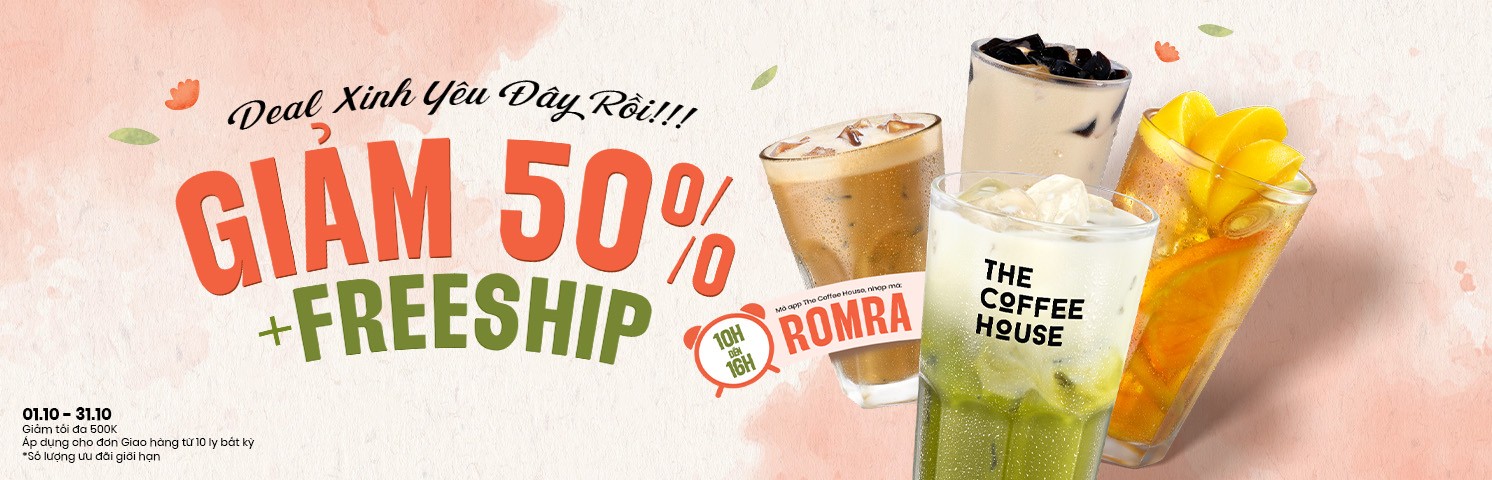 Deal Xinh Yêu Đây Rồi!!!
GIẢM 50%
+FREESHIP
10H
ĐẾN
16H
Mở app The Coffee House, nhập mã:
ROMRA
THE
COFFEE
HOUSE
01.10 - 31.10
Giảm tối đa 500K
Áp dụng cho đơn Giao hàng từ 10 ly bất kỳ
*Số lượng ưu đãi giới hạn